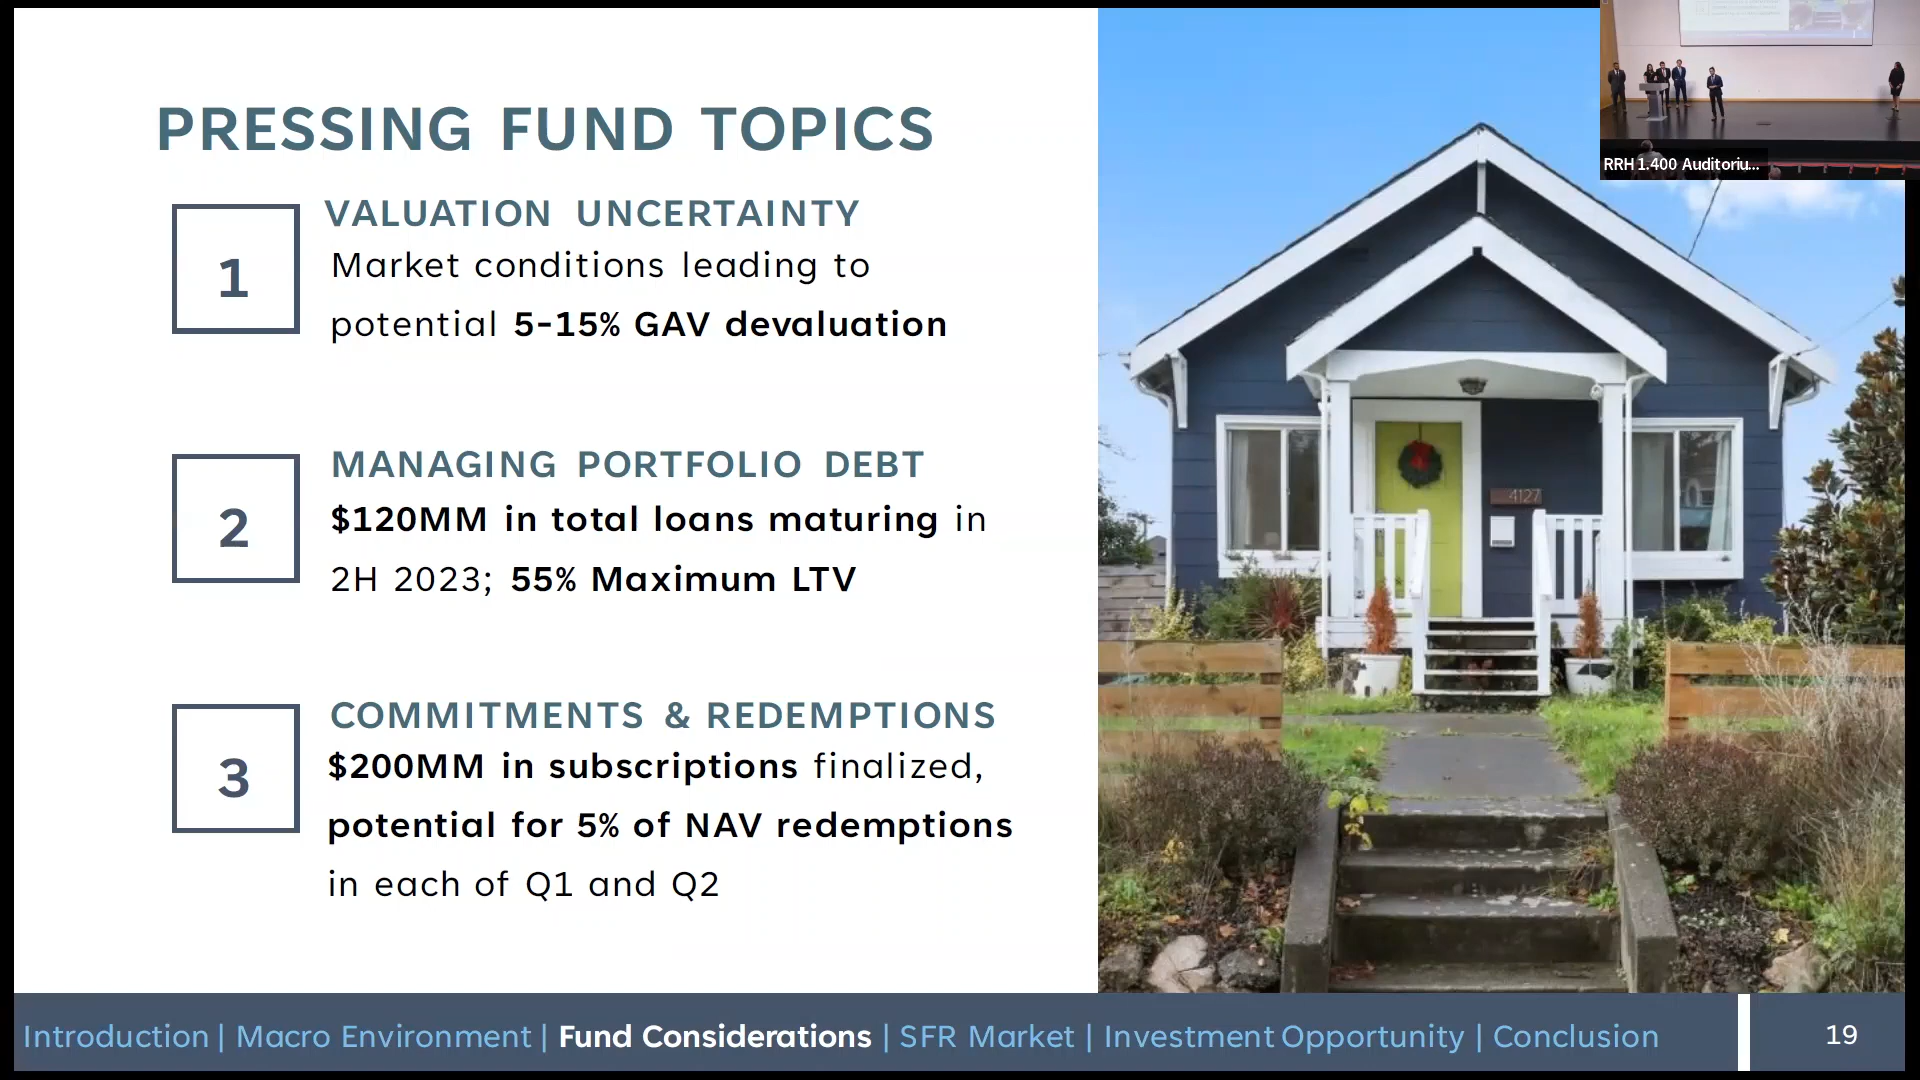 PRESSING FUND TOPICS
1
VALUATION UNCERTAINTY
Market conditions leading to
potential 5-15% GAV devaluation
2
MANAGING PORTFOLIO DEBT
$120MM in total loans maturing in
2H 2023; 55% Maximum LTV
3
COMMITMENTS & REDEMPTIONS
$200MM in subscriptions finalized,
potential for 5% of NAV redemptions
in each of Q1 and Q2
4127
RRH 1.400 Auditoriu...
Introduction | Macro Environment | Fund Considerations | SFR Market | Investment Opportunity | Conclusion
19